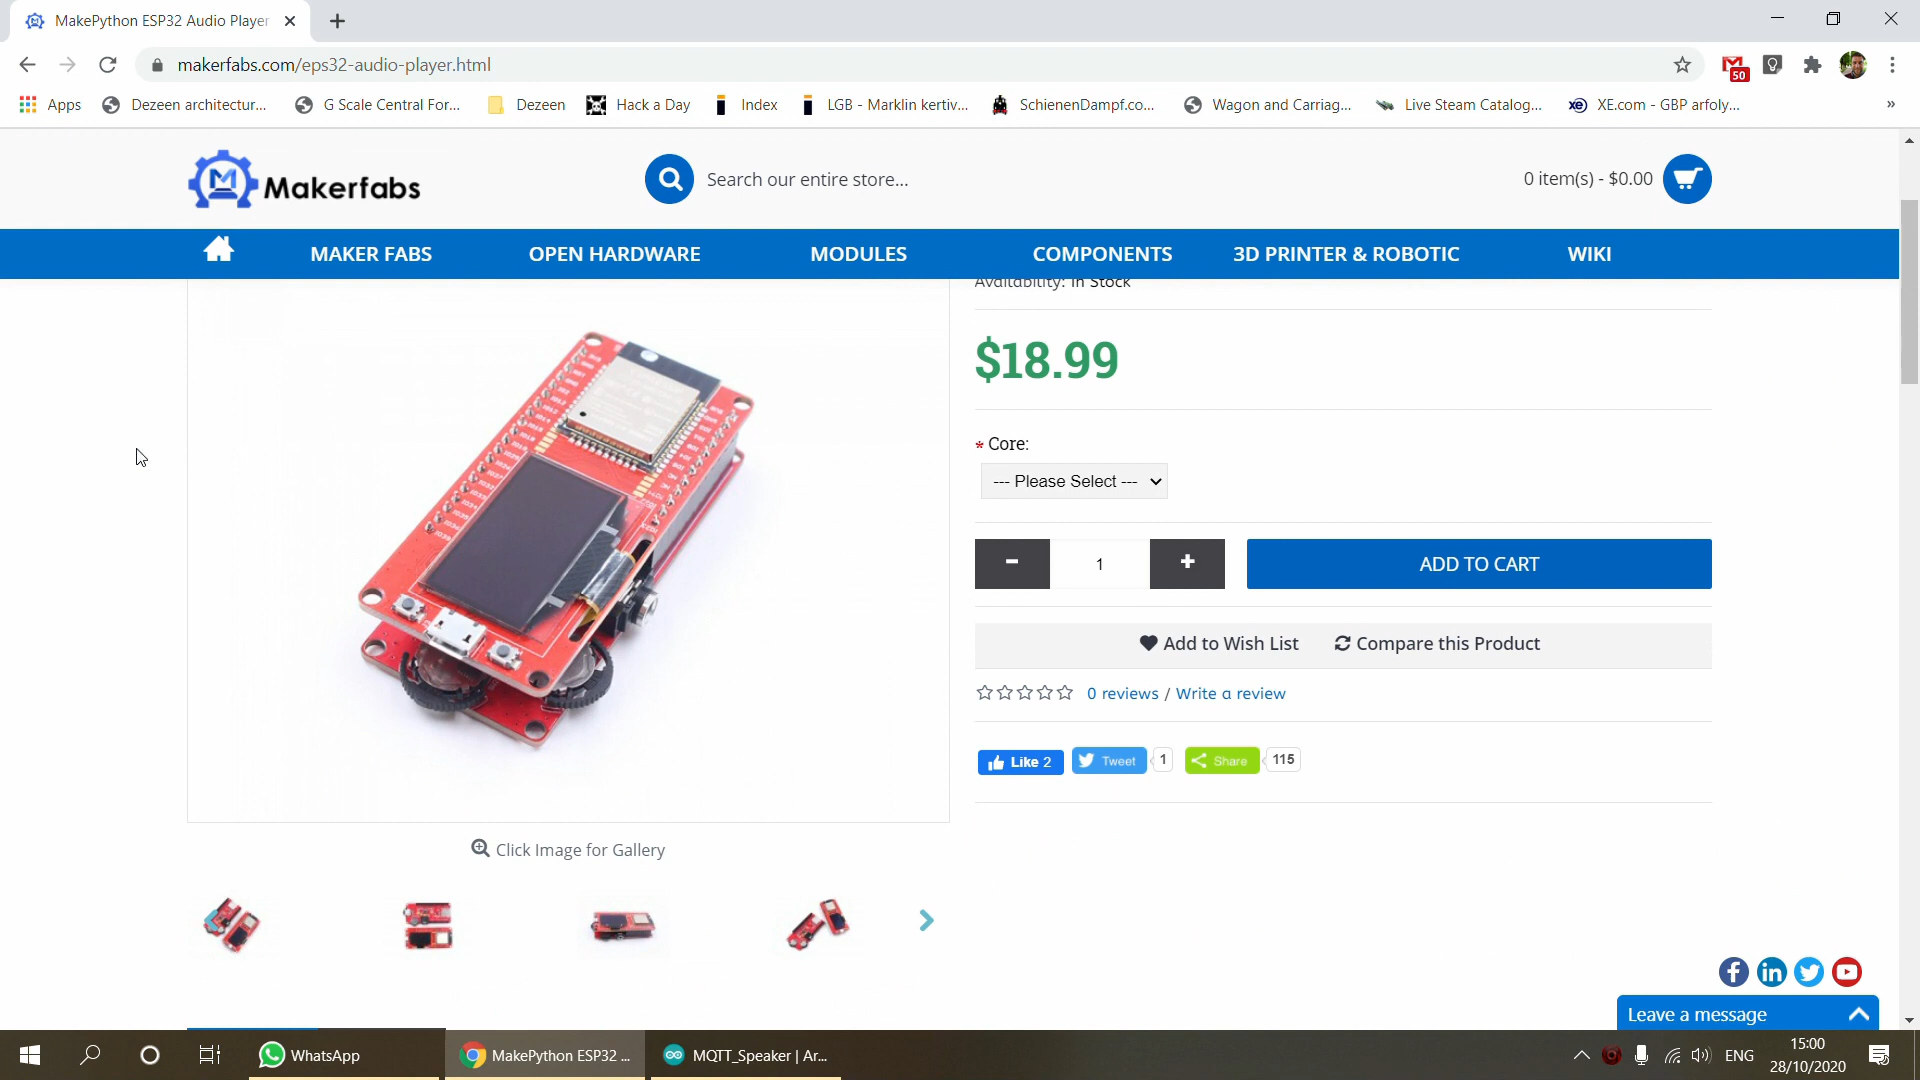 MakePython ESP32 Audio Player
makerfabs.com/eps32-audio-player.html
50
Apps
Dezeen architectur...
G Scale Central For...
Dezeen
Hack a Day
Index
LGB - Marklin kertiv...
SchienenDampf.co...
Wagon and Carriag...
Live Steam Catalog...
xe
XE.com - GBP arfoly...
»
Makerfabs
Search our entire store...
0 item(s) - $0.00
MAKER FABS
OPEN HARDWARE
MODULES
COMPONENTS
3D PRINTER & ROBOTIC
WIKI
Availability: In Stock
$18.99
* Core:
--- Please Select ---
-
1
+
ADD TO CART
Add to Wish List
Compare this Product
0 reviews / Write a review
Like 2
Tweet
1
Share
115
Click Image for Gallery
Leave a message
WhatsApp
MakePython ESP32 ...
MQTT_Speaker | Ar...
ENG
15:00
28/10/2020